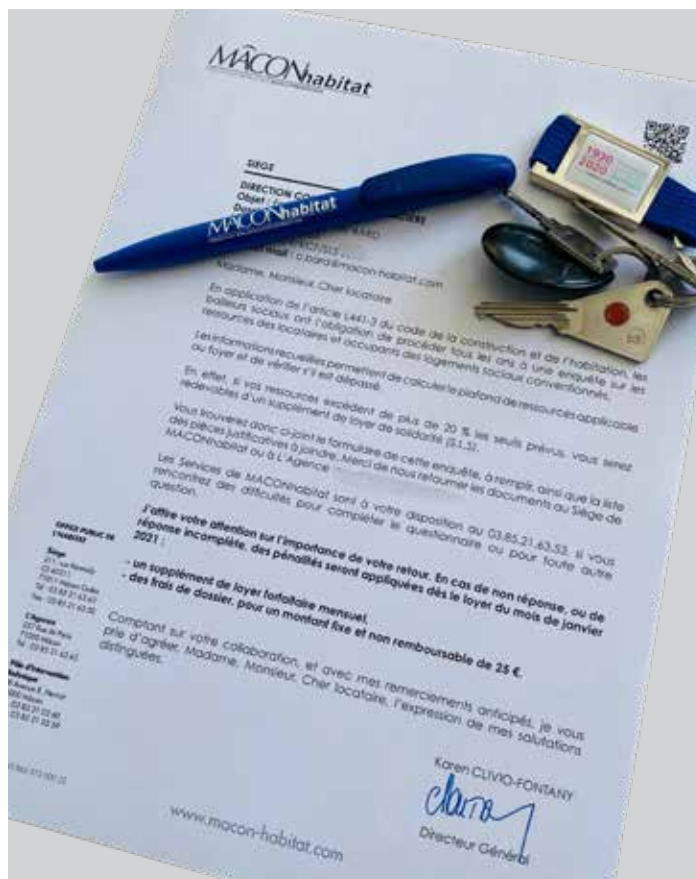 MÂCONhabitat
1930
2020
SIEGE
DIRECTION
Objet :
MÂCONhabitat
mail : c.bard@macon-habitat.com
Madame, Monsieur, Cher locataire
En application de l'article L441-3 du code de la construction et de l'habitation, les
bailleurs sociaux ont l'obligation de procéder tous les ans à une enquête sur les
ressources des locataires et occupants des logements sociaux conventionnés.
Les informations recueillies permettent de calculer le plafond de ressources applicable
au foyer et de vérifier s'il est dépassé.
En effet, si vos ressources excèdent de plus de 20 % les seuils prévus, vous serez
redevables d'un supplément de loyer de solidarité (S.L.S).
Vous trouverez donc ci-joint le formulaire de cette enquête, à remplir, ainsi que la liste
des pièces justificatives à joindre. Merci de nous retourner les documents au Siège de
MACONhabitat ou à L'Agence
Les Services de MACONhabitat sont à votre disposition au 03.85.21.63.53, si vous
rencontrez des difficultés pour compléter le questionnaire ou pour toute autre
question.
J'attire votre attention sur l'importance de votre retour. En cas de non réponse, ou de
réponse incomplète, des pénalités seront appliquées dès le loyer du mois de janvier
2021 :
- un supplément de loyer forfaitaire mensuel,
- des frais de dossier, pour un montant fixe et non remboursable de 25 €.
Comptant sur votre collaboration, et avec mes remerciements anticipés, je vous
prie d'agréer, Madame, Monsieur, Cher locataire, l'expression de mes salutations
distinguées.
Karen CLIVIO-FONTANY
Directeur Général
OFFICE PUBLIC DE
L'HABITAT
Siège
L'Agence
www.macon-habitat.com